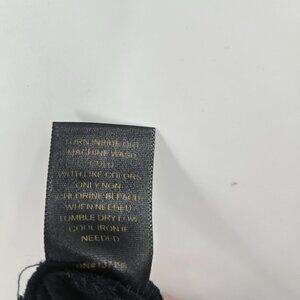 TURN INSIDE OUT
MACHINE WASH
COLD
WITH LIKE COLORS
ONLY NON
CHLORINE BLEACH
WHEN NEEDED
TUMBLE DRY LOW
COOL IRON IF
NEEDED